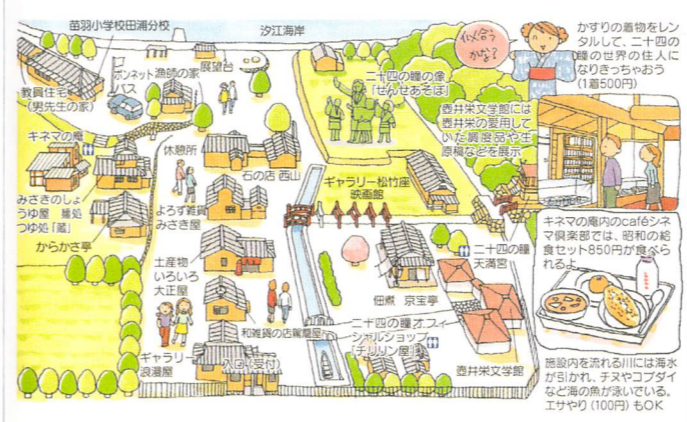 苗羽小学校田浦分校
汐江海岸
似合う
かな?
かすりの着物をレン
タルして、二十四の
瞳の世界の住人に
なりきっちゃおう
(1着500円)
ボンネット
バス
漁師の家
展望台
二十四の瞳の像
「せんせあそぼ」
教員住宅
(男先生の家)
壺井栄文学館には
壺井栄の愛用して
いた調度品や生
原稿などを展示
キネマの庵
休憩所
石の店 西山
ギャラリー松竹座
映画館
みさきのしょ
うゆ屋 麺処
つゆ処「蔵」
よろず雑貨
みさき屋
からかさ亭
二十四の瞳
天満宮
キネマの庵内のcaféシネ
マ倶楽部では、昭和の給
食セット850円が食べら
れるよ
土産物
いろいろ
大正屋
佃煮 京宝亭
和雑貨の店
二十四の瞳オフィ
シャルショップ
「チリリン屋」
ギャラリー
浪漫屋
入口(受付)
壺井栄文学館
施設内を流れる川には海水
が引かれ、チヌやコブダイ
など海の魚が泳いでいる。
エサやり(100円)もOK